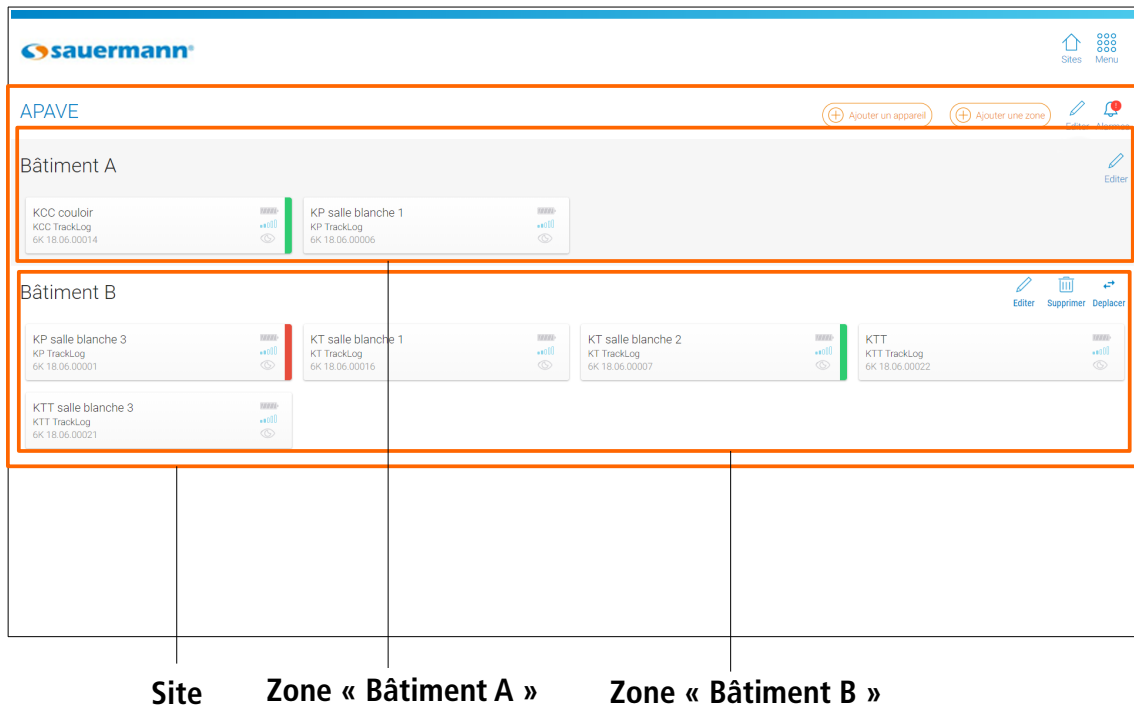 sauermann®
Sites Menu
APAVE
Ajouter un appareil Ajouter une zone Editer Alarmes
Bâtiment A
Editer
KCC couloir
KCC TrackLog
6K 18.06.00014
KP salle blanche 1
KP TrackLog
6K 18.06.00006
Bâtiment B
Editer Supprimer Deplacer
KP salle blanche 3
KP TrackLog
6K 18.06.00001
KT salle blanche 1
KT TrackLog
6K 18.06.00016
KT salle blanche 2
KT TrackLog
6K 18.06.00007
KTT
KTT TrackLog
6K 18.06.00022
KTT salle blanche 3
KTT TrackLog
6K 18.06.00021
Site Zone « Bâtiment A » Zone « Bâtiment B »